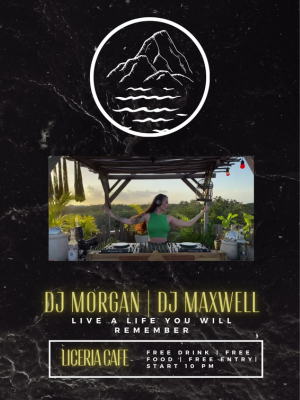 DJ MORGAN | DJ MAXWELL
LIVE A LIFE YOU WILL
REMEMBER
LIGERIA CAFE -
FREE DRINK | FREE
FOOD | FREE ENTRY|
START 10 PM